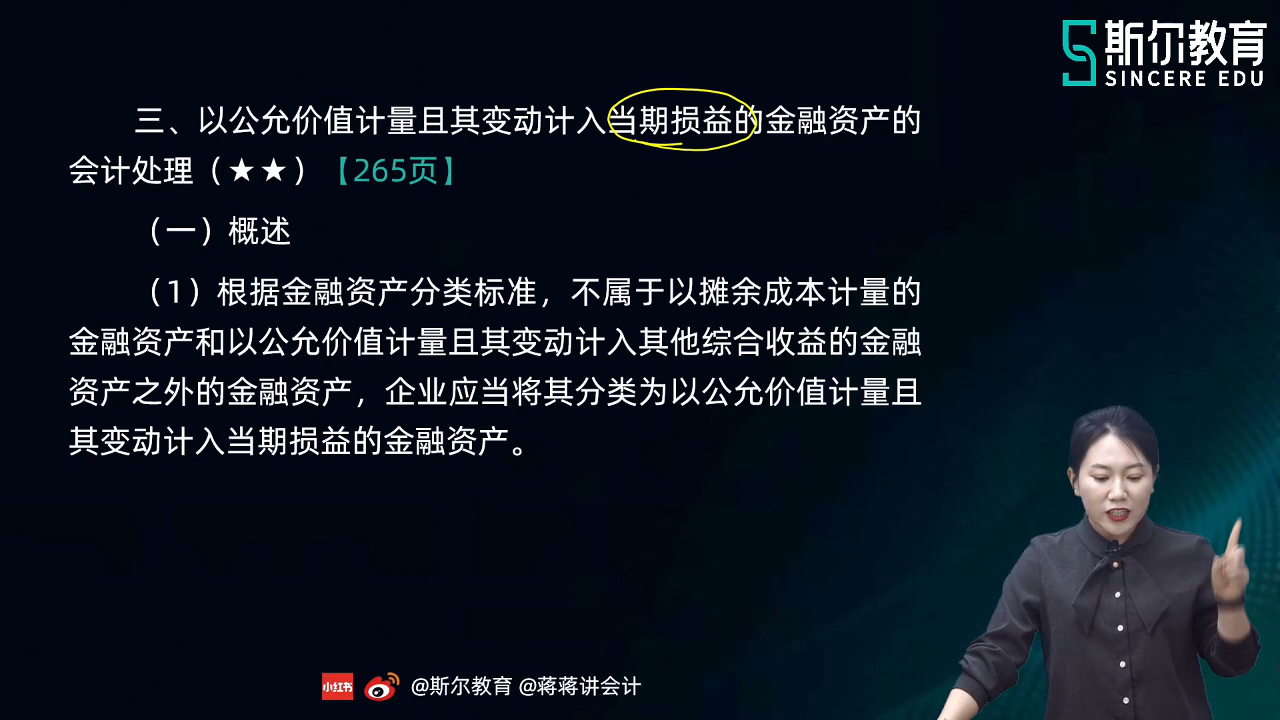 斯尔教育
SINCERE EDU
三、以公允价值计量且其变动计入当期损益的金融资产的
会计处理（★★）【265页】
（一）概述
（1）根据金融资产分类标准，不属于以摊余成本计量的
金融资产和以公允价值计量且其变动计入其他综合收益的金融
资产之外的金融资产，企业应当将其分类为以公允价值计量且
其变动计入当期损益的金融资产。
小红书 @斯尔教育 @蒋蒋讲会计